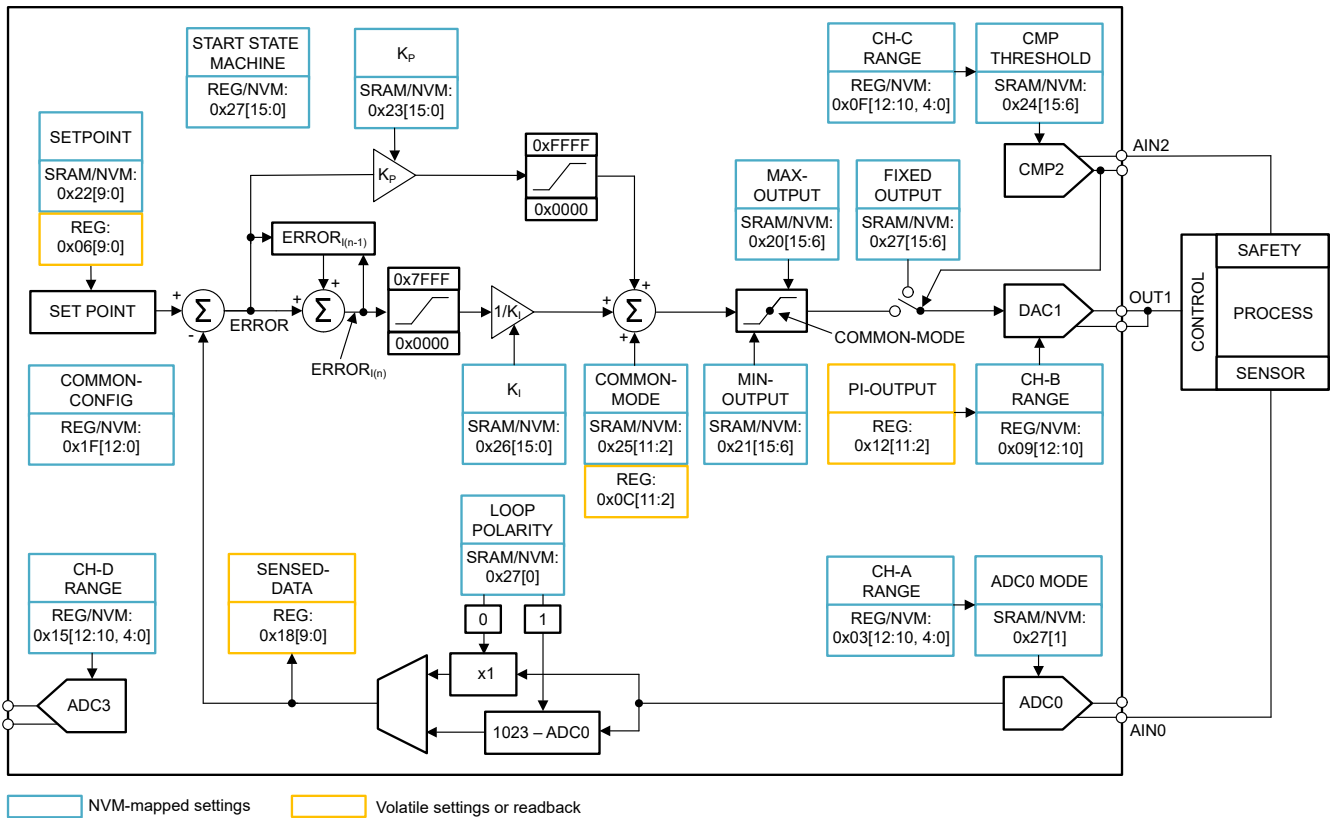 START STATE
MACHINE
REG/NVM:
0x27[15:0]
KP
SRAM/NVM:
0x23[15:0]
CH-C
RANGE
REG/NVM:
0x0F[12:10, 4:0]
CMP
THRESHOLD
SRAM/NVM:
0x24[15:6]
SETPOINT
SRAM/NVM:
0x22[9:0]
REG:
0x06[9:0]
KP
0xFFFF
0x0000
MAX-
OUTPUT
SRAM/NVM:
0x20[15:6]
FIXED
OUTPUT
SRAM/NVM:
0x27[15:6]
CMP2
AIN2
SET POINT
+
-
Σ
ERROR
ERRORI(n-1)
+
+
Σ
ERRORI(n)
0x7FFF
0x0000
1/KI
+
+
+
Σ
COMMON-MODE
DAC1
OUT1
CONTROL
SAFETY
PROCESS
SENSOR
COMMON-
CONFIG
REG/NVM:
0x1F[12:0]
KI
SRAM/NVM:
0x26[15:0]
COMMON-
MODE
SRAM/NVM:
0x25[11:2]
REG:
0x0C[11:2]
MIN-
OUTPUT
SRAM/NVM:
0x21[15:6]
PI-OUTPUT
REG:
0x12[11:2]
CH-B
RANGE
REG/NVM:
0x09[12:10]
CH-D
RANGE
REG/NVM:
0x15[12:10, 4:0]
ADC3
SENSED-
DATA
REG:
0x18[9:0]
LOOP
POLARITY
SRAM/NVM:
0x27[0]
0
1
x1
1023 – ADC0
CH-A
RANGE
REG/NVM:
0x03[12:10, 4:0]
ADC0 MODE
SRAM/NVM:
0x27[1]
ADC0
AIN0
NVM-mapped settings
Volatile settings or readback